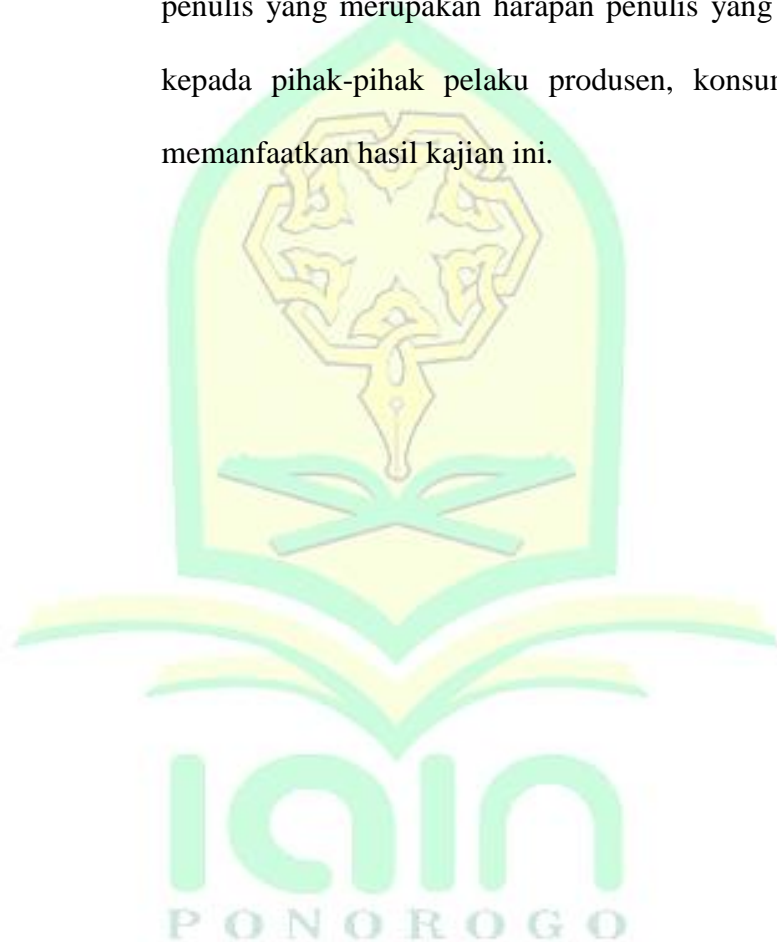 penulis yang merupakan harapan penulis yang
kepada pihak-pihak pelaku produsen, konsum
memanfaatkan hasil kajian ini.
iain
PONOROGO